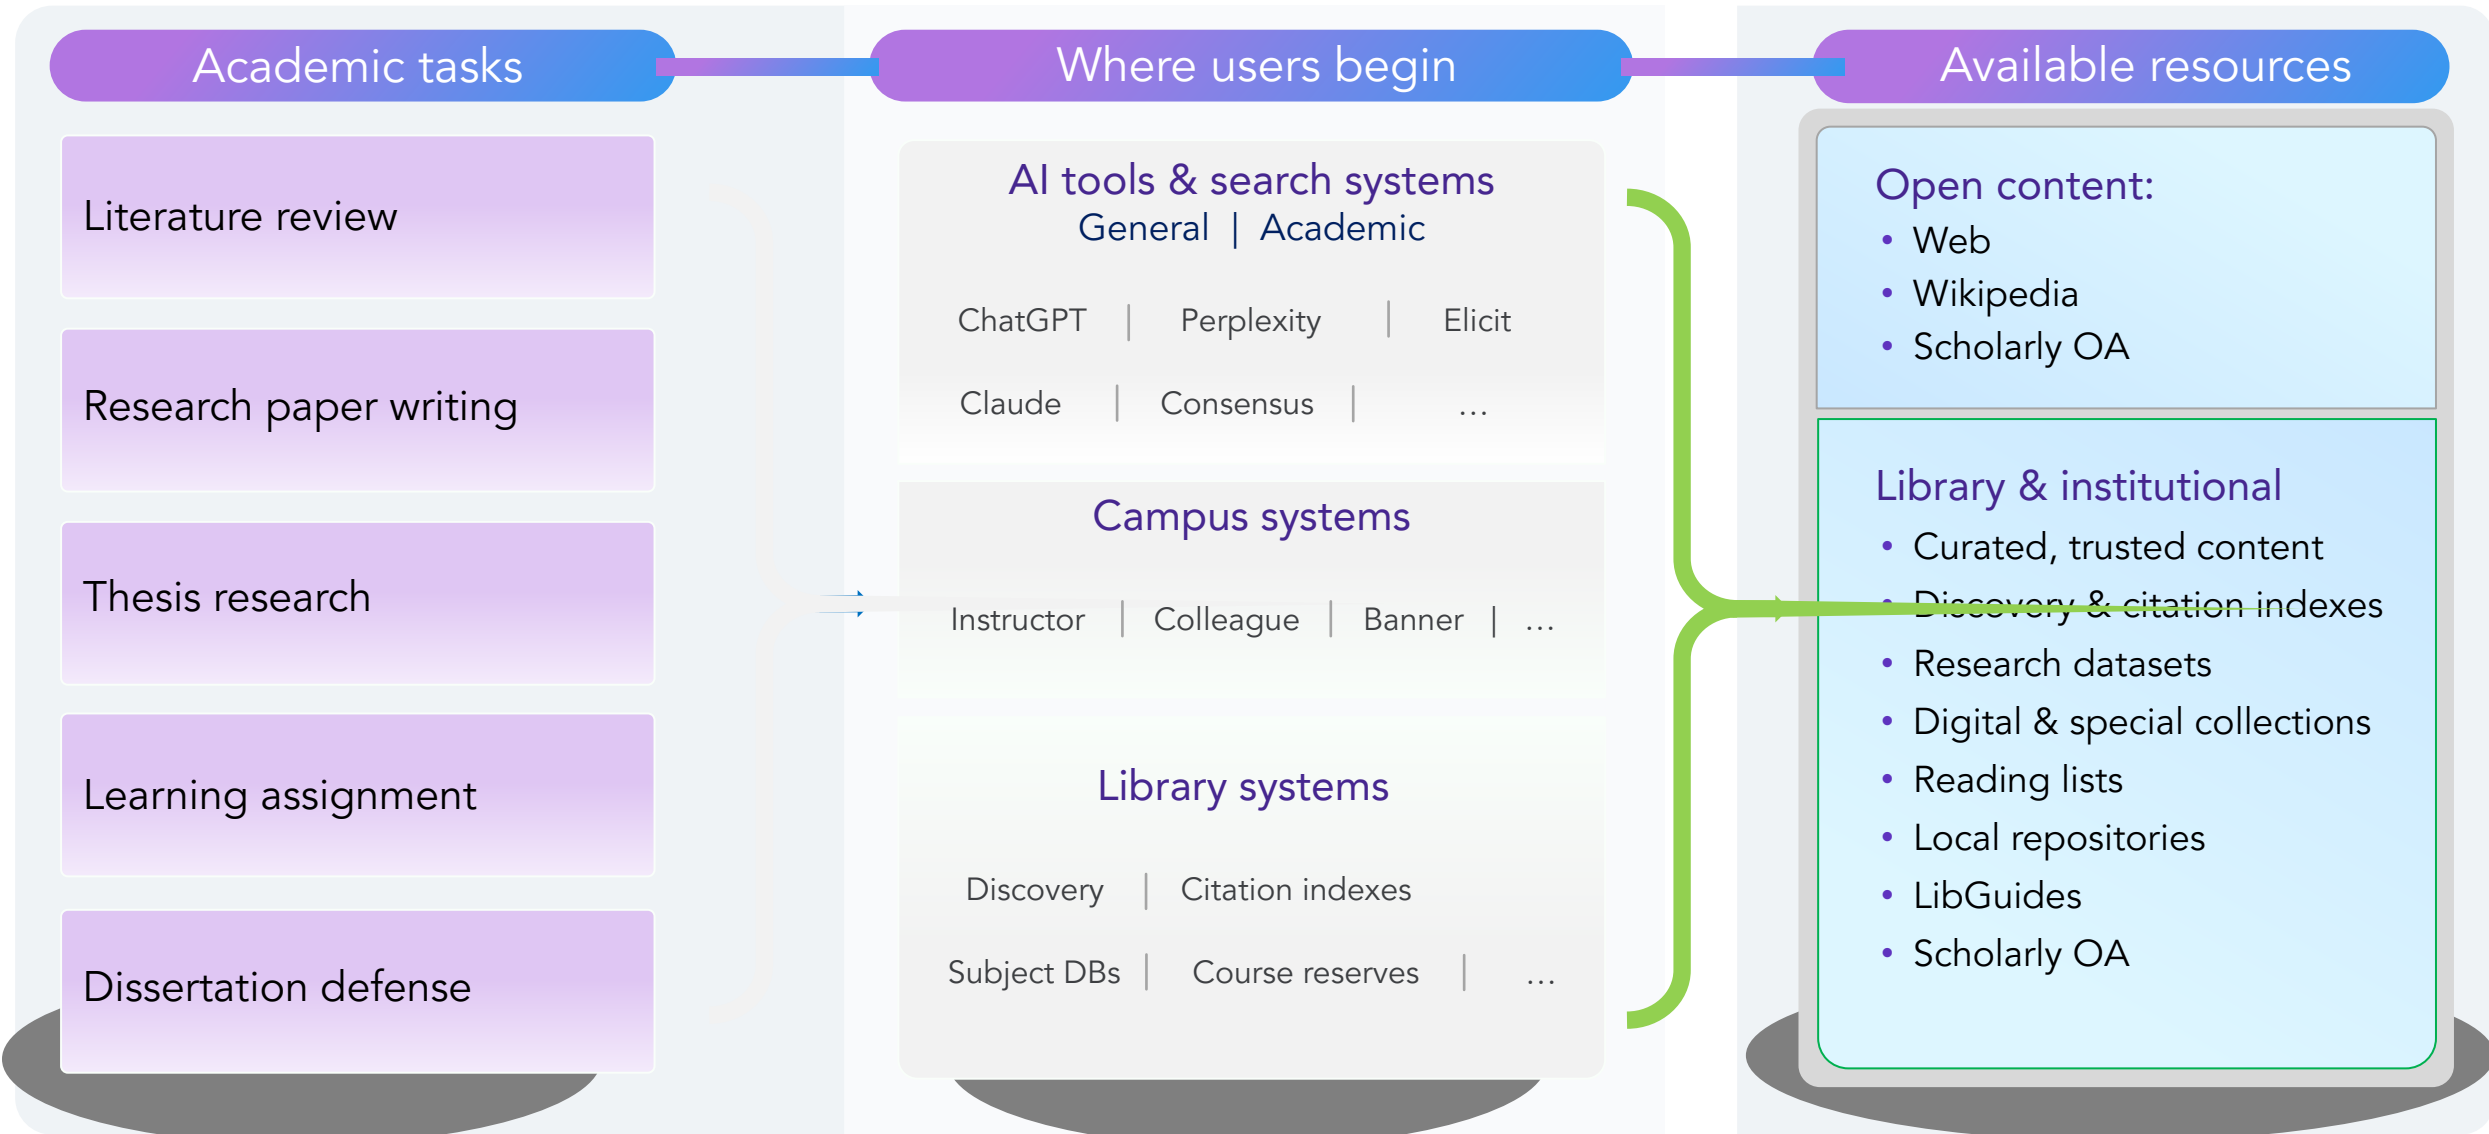 Academic tasks
Where users begin
Available resources
Literature review
Research paper writing
Thesis research
Learning assignment
Dissertation defense
AI tools & search systems
General | Academic
ChatGPT | Perplexity | Elicit
Claude | Consensus | ...
Campus systems
Instructor | Colleague | Banner | ...
Library systems
Discovery | Citation indexes
Subject DBs | Course reserves | ...
Open content:
• Web
• Wikipedia
• Scholarly OA
Library & institutional
• Curated, trusted content
• Discovery & citation indexes
• Research datasets
• Digital & special collections
• Reading lists
• Local repositories
• LibGuides
• Scholarly OA